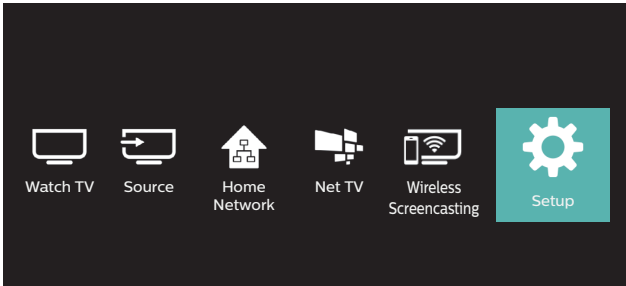 Watch TV
Source
Home
Network
Net TV
Wireless
Screencasting
Setup